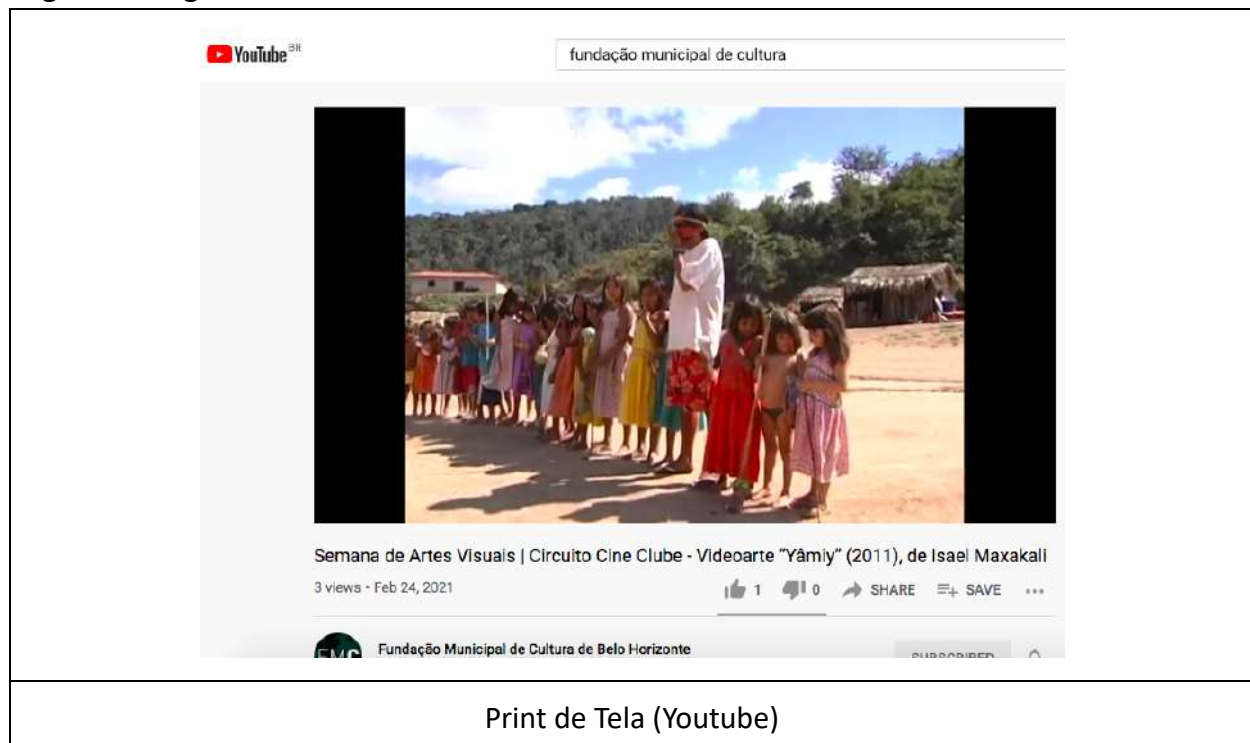 YouTube BR
fundação municipal de cultura
Semana de Artes Visuais | Circuito Cine Clube - Videoarte "Yâmiy" (2011), de Isael Maxakali
3 views • Feb 24, 2021
1 0 SHARE SAVE ...
FMC
Fundação Municipal de Cultura de Belo Horizonte
SUBSCRIBED
Print de Tela (Youtube)